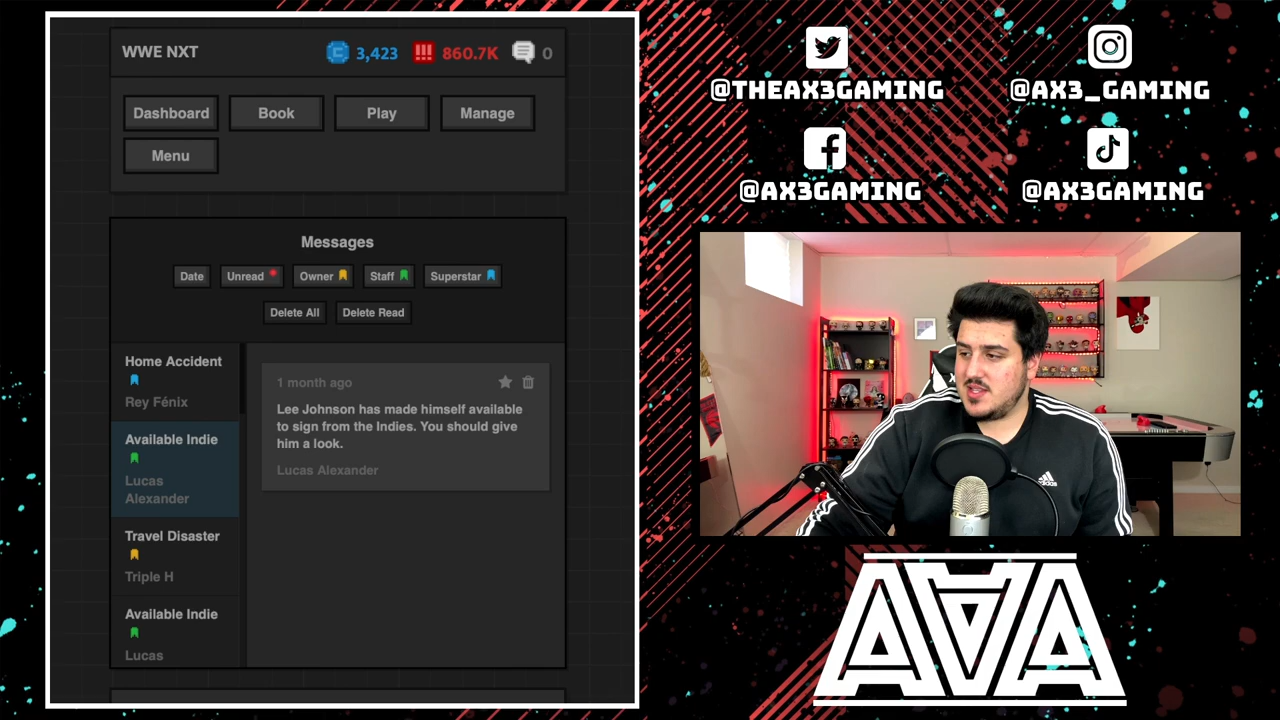 WWE NXT
3,423
860.7K
0
Dashboard
Book
Play
Manage
Menu
Messages
Date
Unread
Owner
Staff
Superstar
Delete All
Delete Read
Home Accident
Rey Fénix
Available Indie
Lucas
Alexander
Travel Disaster
Triple H
Available Indie
Lucas
1 month ago
Lee Johnson has made himself available
to sign from the Indies. You should give
him a look.
Lucas Alexander
@THEAX3GAMING
@AX3_GAMING
@AX3GAMING
@AX3GAMING
adidas